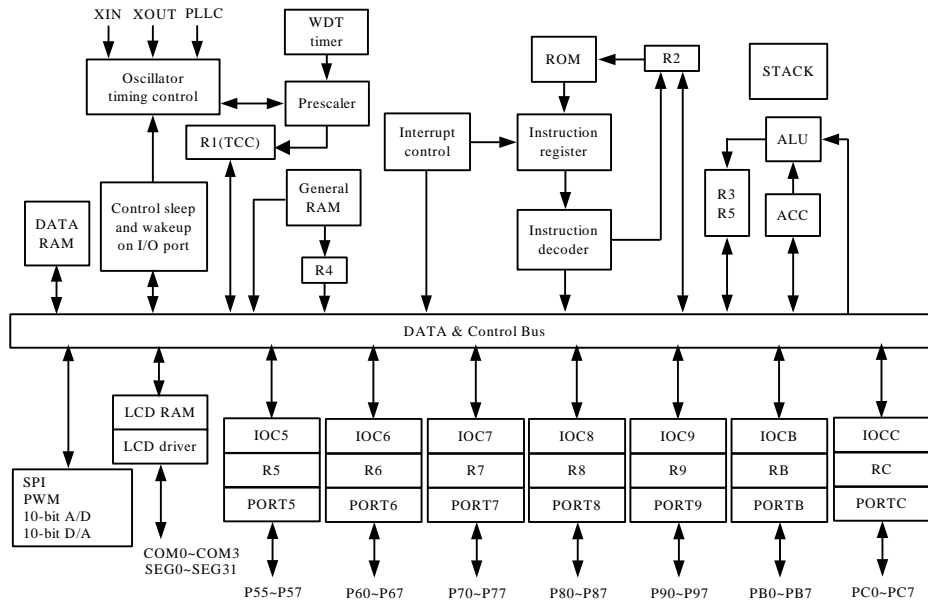 XIN XOUT PLLC
WDT
timer
Oscillator
timing control
Prescaler
ROM
R2
STACK
R1(TCC)
Interrupt
control
Instruction
register
ALU
DATA
RAM
Control sleep
and wakeup
on I/O port
General
RAM
R4
Instruction
decoder
R3
R5
ACC
DATA & Control Bus
LCD RAM
LCD driver
SPI
PWM
10-bit A/D
10-bit D/A
COM0~COM3
SEG0~SEG31
IOC5
R5
PORT5
P55~P57
IOC6
R6
PORT6
P60~P67
IOC7
R7
PORT7
P70~P77
IOC8
R8
PORT8
P80~P87
IOC9
R9
PORT9
P90~P97
IOCB
RB
PORTB
PB0~PB7
IOCC
RC
PORTC
PC0~PC7